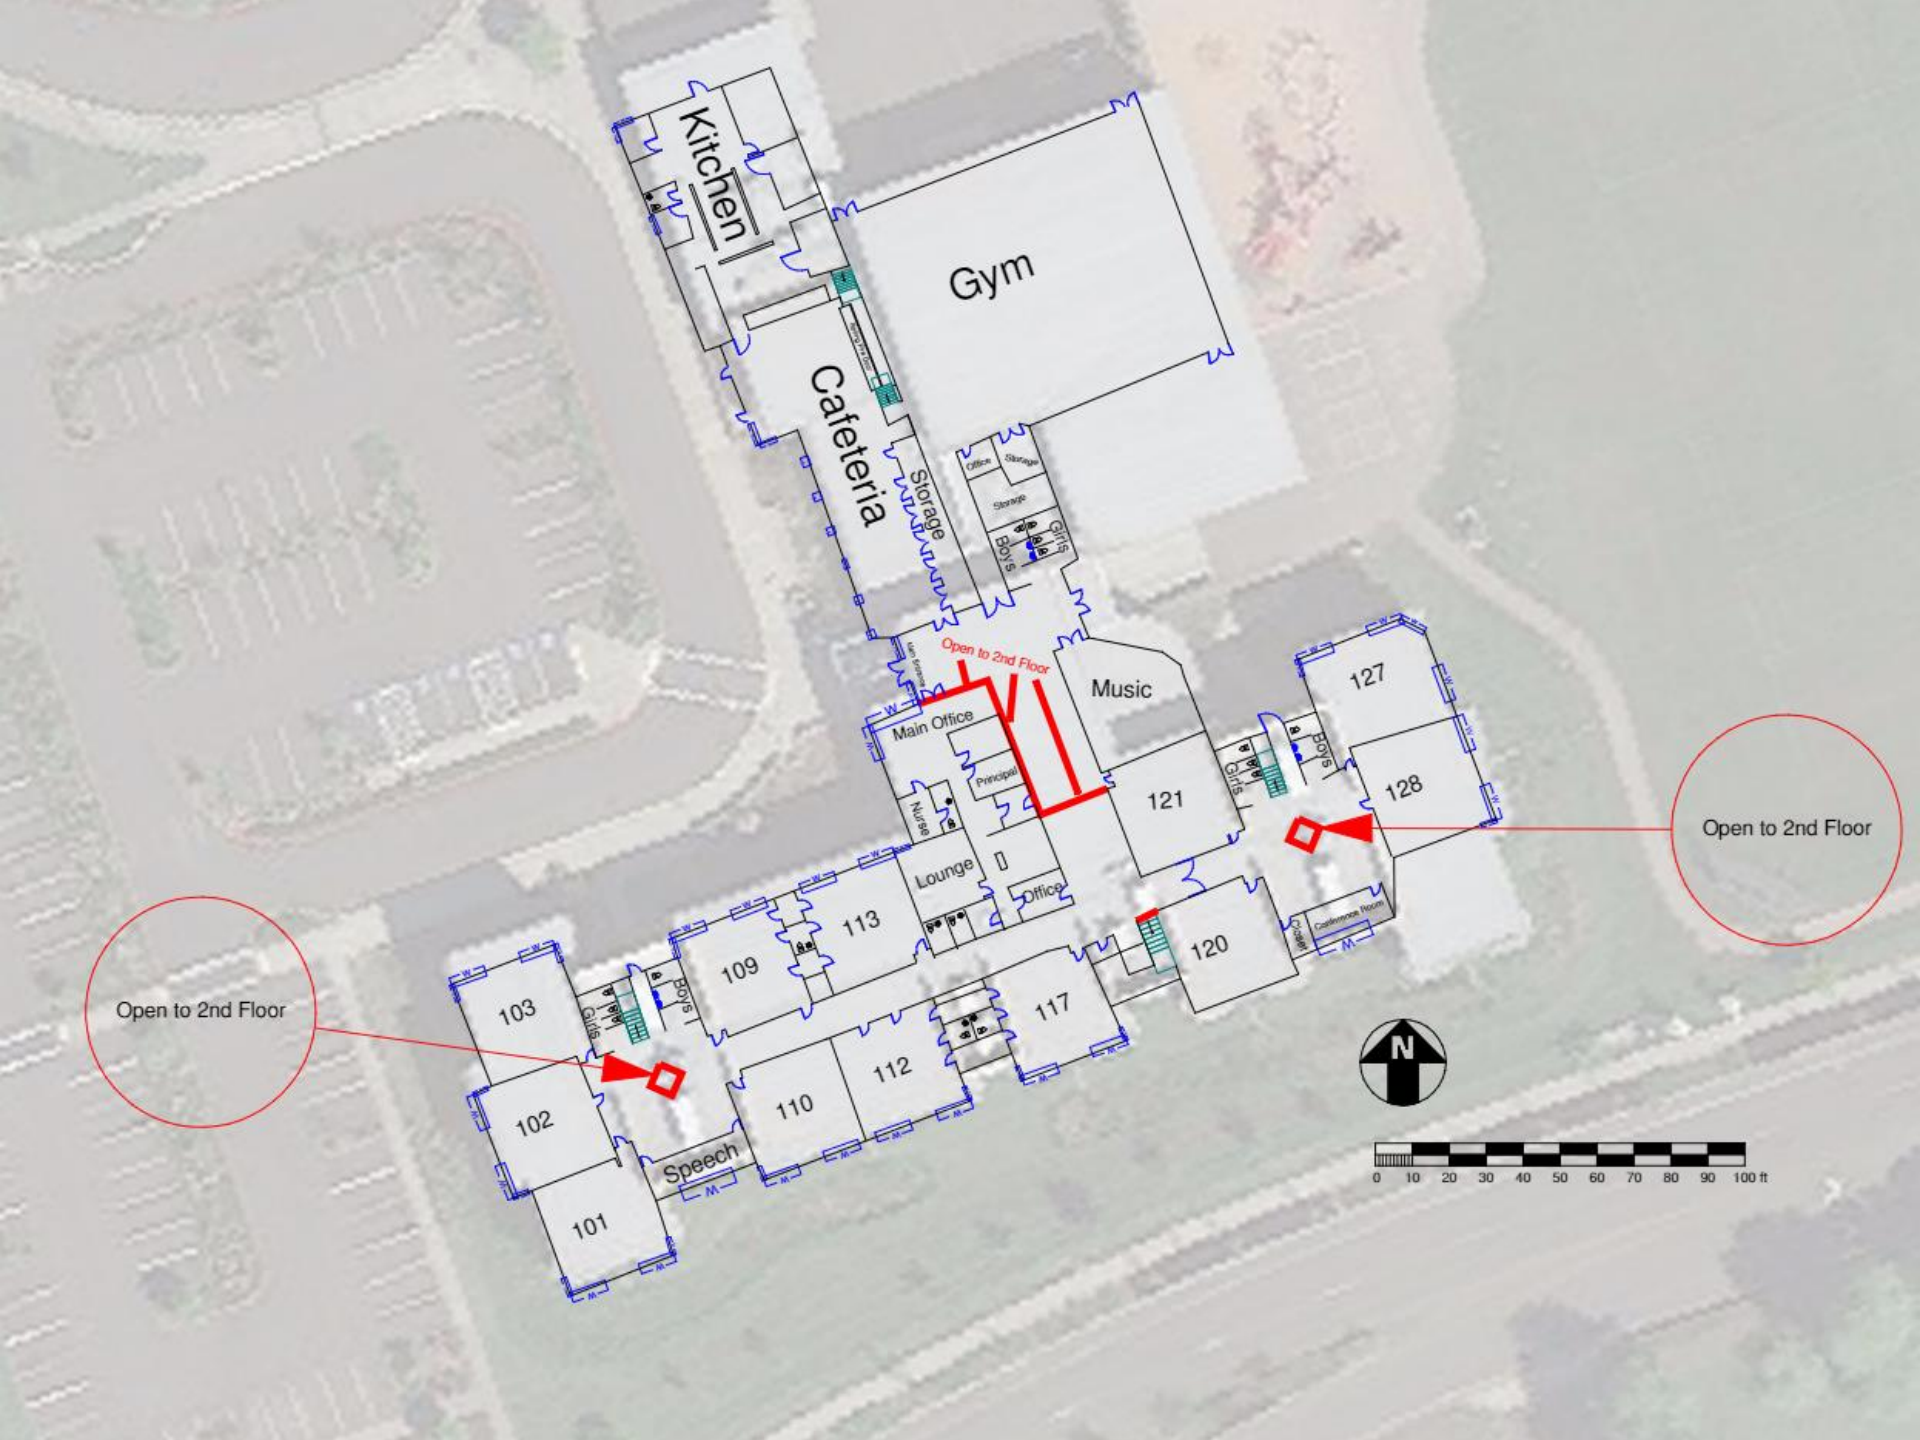 Kitchen
Gym
Cafeteria
Storage
Office
Storage
Storage
Boys
Girls
Main Entrance
Open to 2nd Floor
Music
Main Office
W
W
Principal
Nurse
Lounge
Office
121
Girls
Boys
127
W
W
W
W
128
W
Open to 2nd Floor
120
Closet
Conference Room
W
113
W
W
109
W
W
103
W
W
Girls
Boys
Open to 2nd Floor
102
W
W
101
W
W
Speech
W
110
W
W
112
W
W
117
W
W
N
0 10 20 30 40 50 60 70 80 90 100 ft